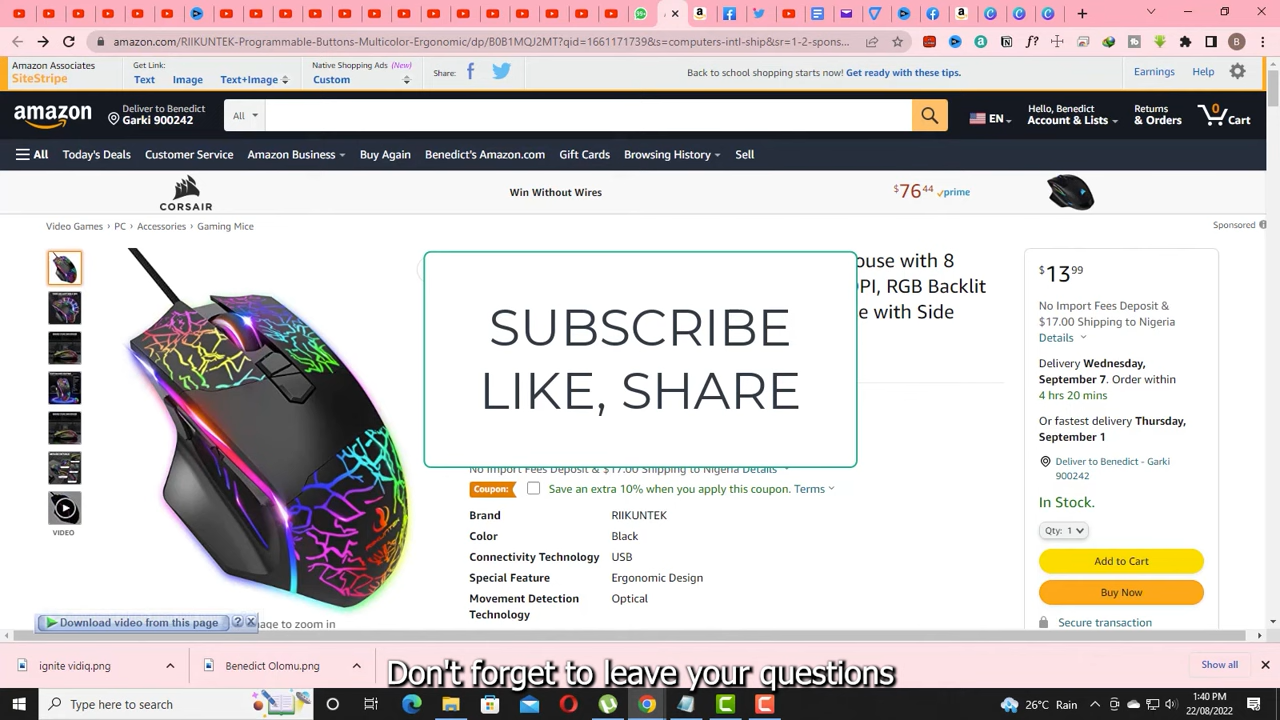 amazon.com/RIIKUNTEK-Programmable-Buttons-Multicolor-Ergonomic/dp/B0B1MQJ2MT?qid=1661171739&s=computers-intl-ship&sr=1-2-spons...
B
Amazon Associates
SiteStripe
Get Link:
Text Image Text+Image
Native Shopping Ads (New)
Custom
Share:
Back to school shopping starts now! Get ready with these tips.
Earnings Help
amazon
Deliver to Benedict
Garki 900242
All
EN
Hello, Benedict
Account & Lists
Returns
& Orders
0
Cart
All Today's Deals Customer Service Amazon Business Buy Again Benedict's Amazon.com Gift Cards Browsing History Sell
CORSAIR
Win Without Wires
$76 44 prime
Video Games › PC › Accessories › Gaming Mice
Sponsored
ouse with 8
PI, RGB Backlit
e with Side
SUBSCRIBE
LIKE, SHARE
No Import Fees Deposit & $17.00 Shipping to Nigeria Details
Coupon: Save an extra 10% when you apply this coupon. Terms
Brand RIIKUNTEK
Color Black
Connectivity Technology USB
Special Feature Ergonomic Design
Movement Detection Optical
Technology
VIDEO
Download video from this page ? X
age to zoom in
$13 99
No Import Fees Deposit &
$17.00 Shipping to Nigeria
Details
Delivery Wednesday,
September 7. Order within
4 hrs 20 mins
Or fastest delivery Thursday,
September 1
Deliver to Benedict - Garki
900242
In Stock.
Qty: 1
Add to Cart
Buy Now
Secure transaction
ignite vidiq.png
Benedict Olomu.png
Show all
Don't forget to leave your questions
Type here to search
26°C Rain
1:40 PM
22/08/2022